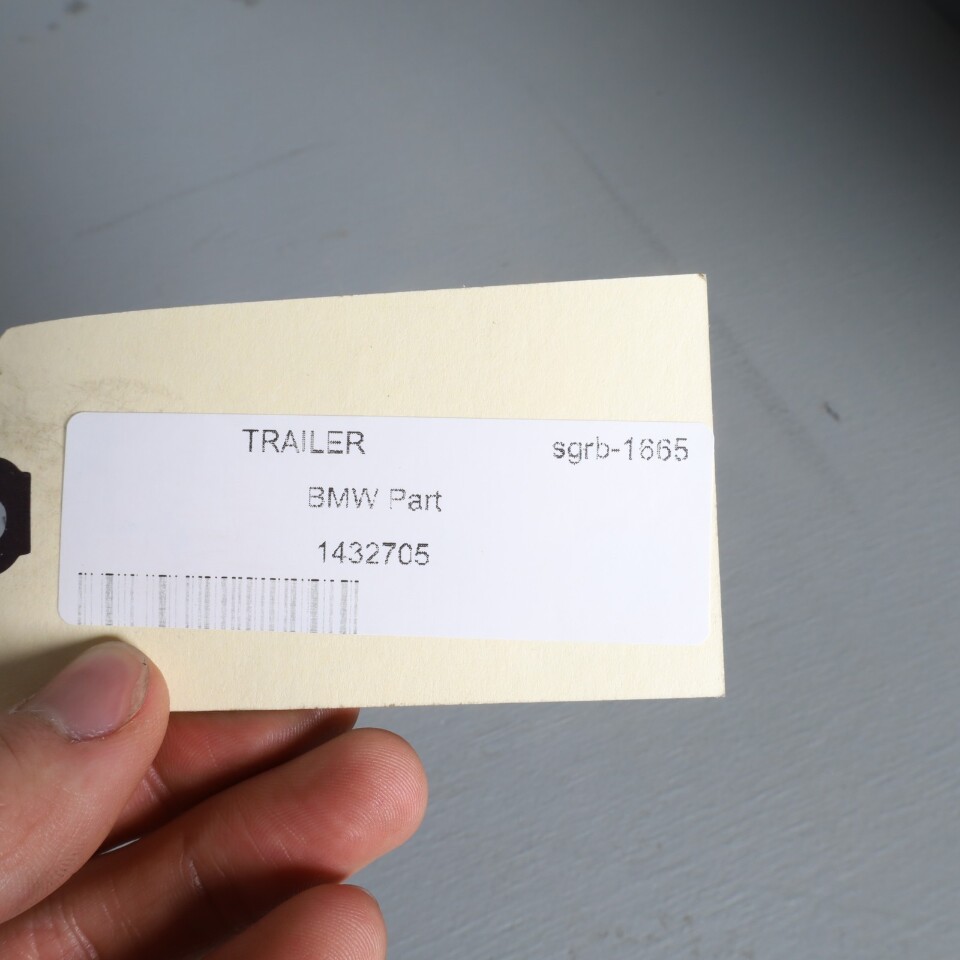 TRAILER sgrb-1665
BMW Part
1432705